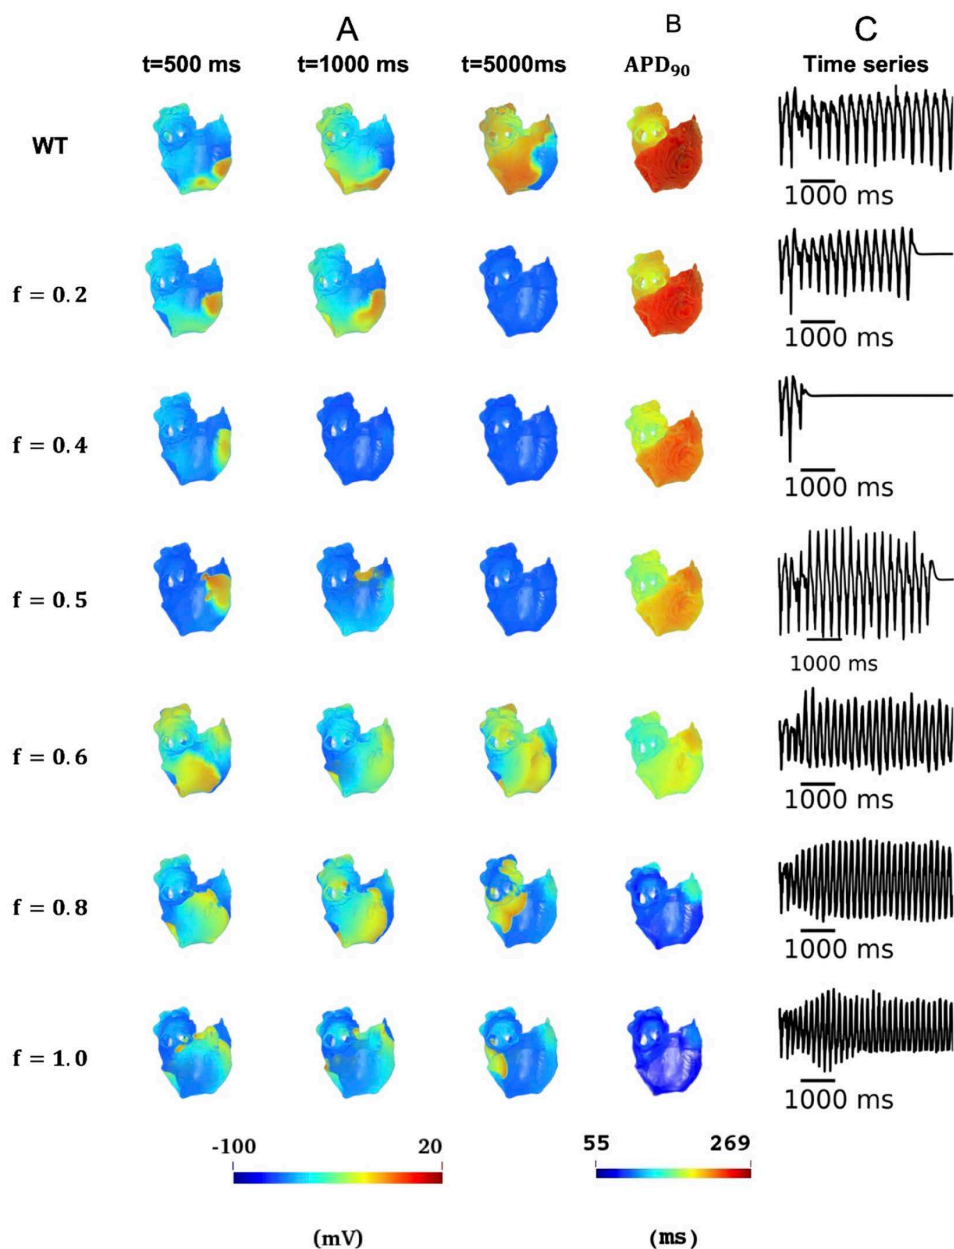 A B C
t=500 ms t=1000 ms t=5000ms APD90 Time series
WT
1000 ms
f = 0.2
1000 ms
f = 0.4
1000 ms
f = 0.5
1000 ms
f = 0.6
1000 ms
f = 0.8
1000 ms
f = 1.0
1000 ms
-100 20 55 269
(mV) (ms)